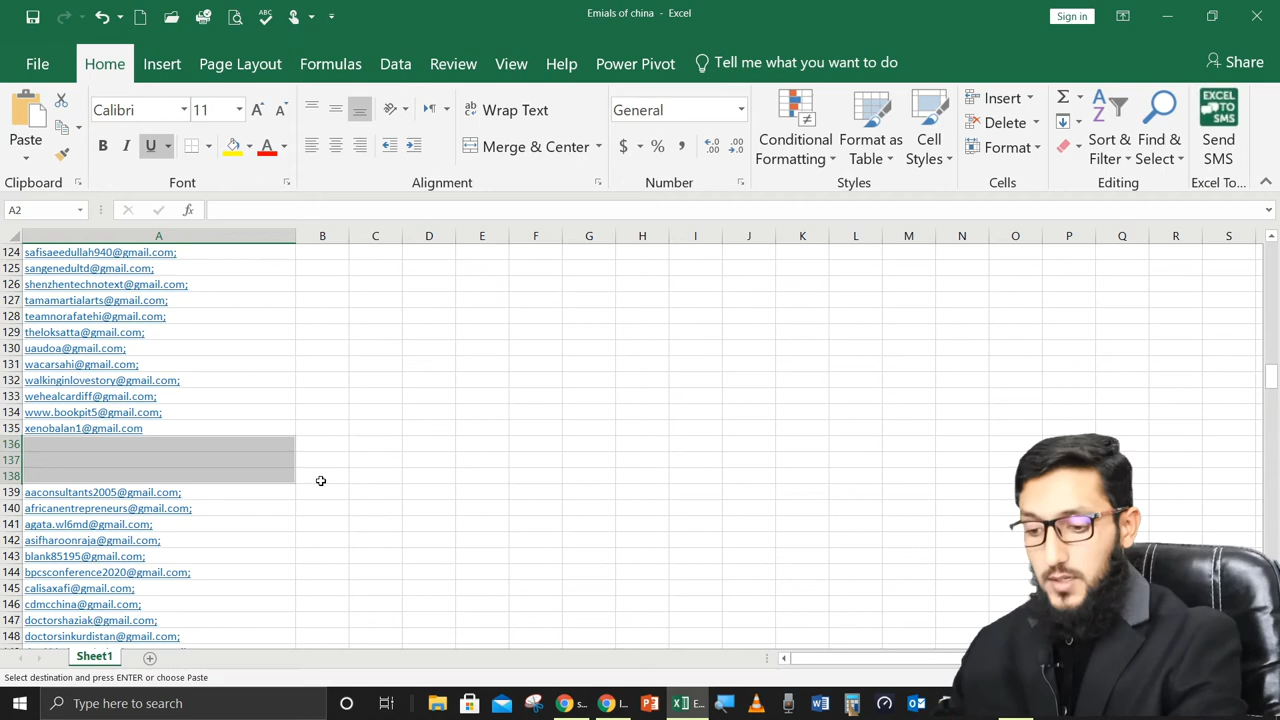 Emials of china - Excel
Sign in
File Home Insert Page Layout Formulas Data Review View Help Power Pivot Tell me what you want to do Share
Calibri 11 Wrap Text General Insert
Paste Conditional Formatting Format as Table Cell Styles Delete Sort & Filter Find & Select Send SMS
Merge & Center Format
EXCEL TO SMS
Clipboard Font Alignment Number Styles Cells Editing Excel To...
A2 fx
A B C D E F G H I J K L M N O P Q R S
124 safisaeedullah940@gmail.com;
125 sangenedultd@gmail.com;
126 shenzhentechnotext@gmail.com;
127 tamamartialarts@gmail.com;
128 teamnorafatehi@gmail.com;
129 theloksatta@gmail.com;
130 uaudoa@gmail.com;
131 wacarsahi@gmail.com;
132 walkinginlovestory@gmail.com;
133 wehealcardiff@gmail.com;
134 www.bookpit5@gmail.com;
135 xenobalan1@gmail.com
136
137
138
139 aaconsultants2005@gmail.com;
140 africanentrepreneurs@gmail.com;
141 agata.wl6md@gmail.com;
142 asifharoonraja@gmail.com;
143 blank85195@gmail.com;
144 bpcsconference2020@gmail.com;
145 calisaxafi@gmail.com;
146 cdmcchina@gmail.com;
147 doctorshaziak@gmail.com;
148 doctorsinkurdistan@gmail.com;
Sheet1
Select destination and press ENTER or choose Paste
Type here to search